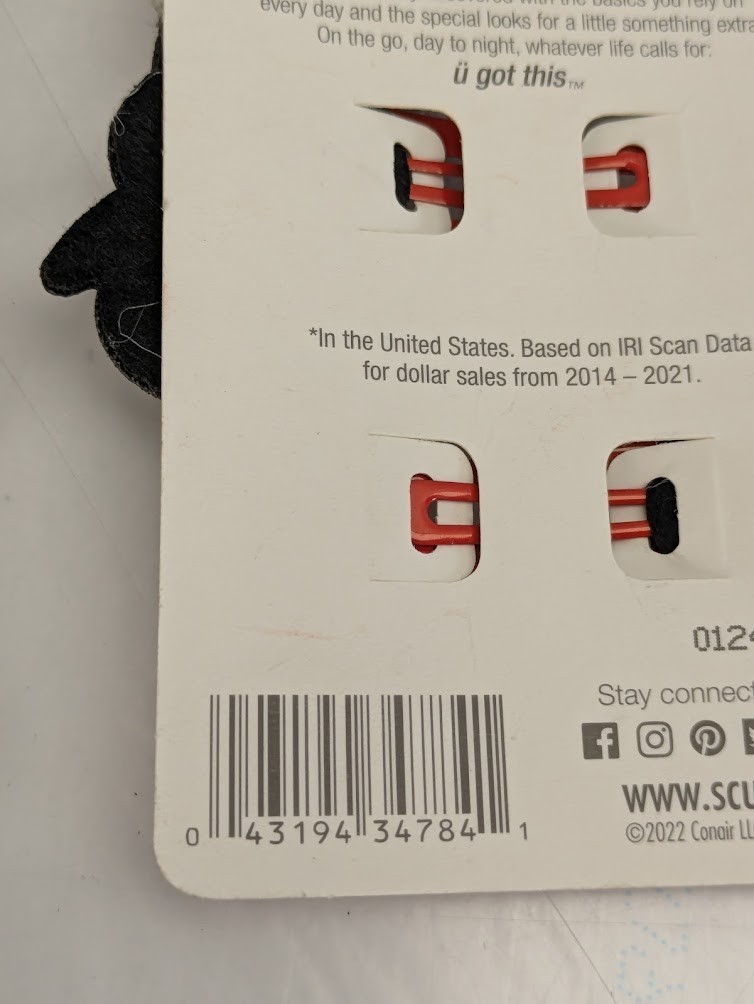 every day and the special looks for a little something extra
On the go, day to night, whatever life calls for:
ü got this™
*In the United States. Based on IRI Scan Data
for dollar sales from 2014 – 2021.
0124
Stay connect
WWW.SCU
©2022 Conair LL
0 43194 34784 1